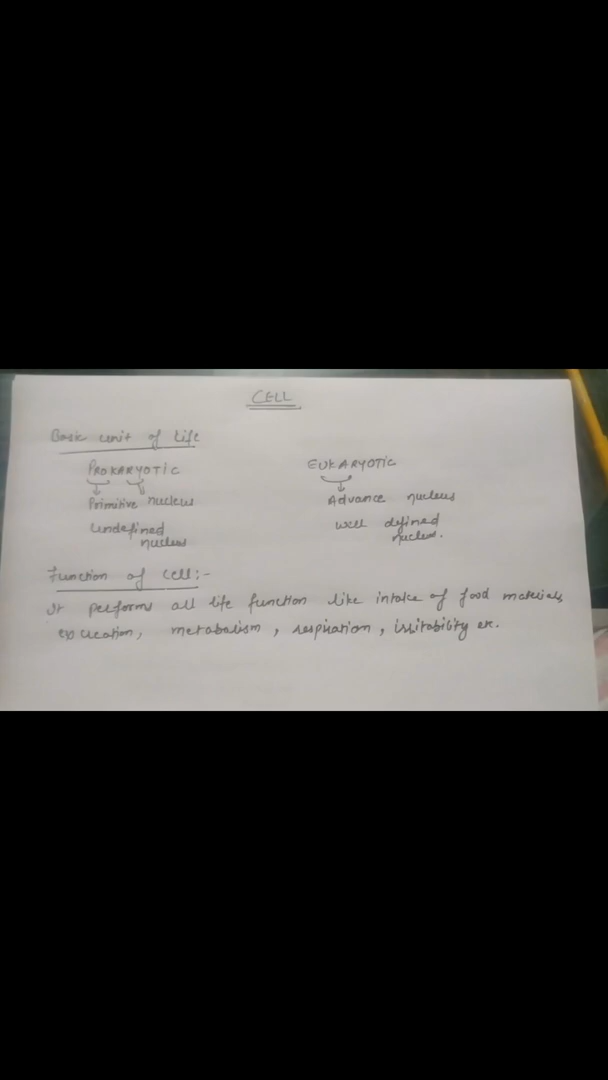 CELL
Basic unit of life
PROKARYOTIC EUKARYOTIC
Primitive nucleus Advance nucleus
Undefined nucleus well defined nucleus.
Function of cell:-
It performs all life function like intake of food materials
excreation, metabolism, respiration, irritability etc.